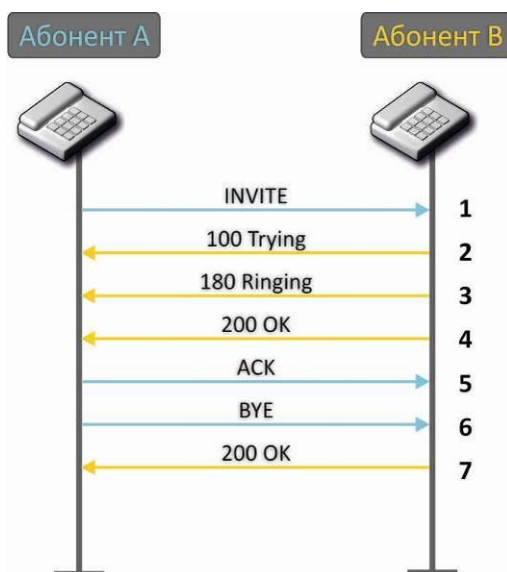 Абонент А
Абонент В
INVITE
1
100 Trying
2
180 Ringing
3
200 OK
4
ACK
5
BYE
6
200 OK
7